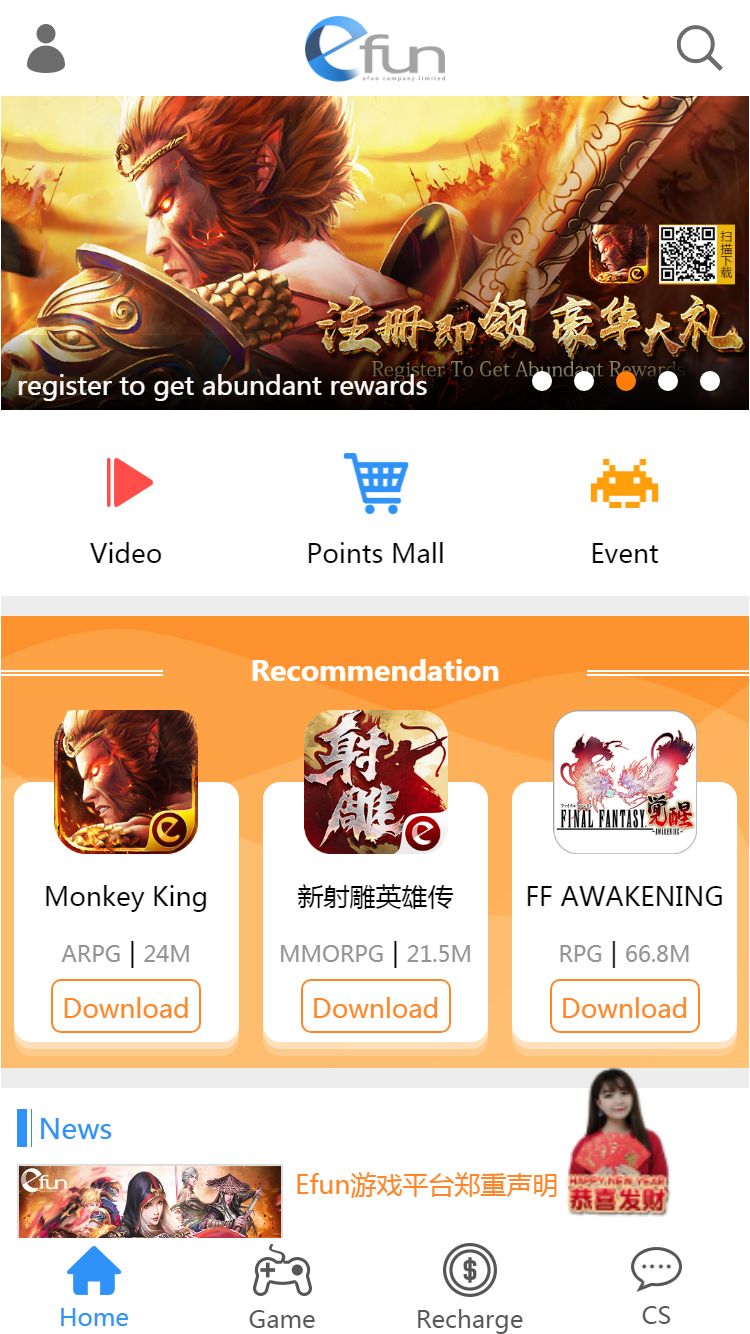 efun
efun company limited
扫描下载
注册即领 豪华大礼
Register To Get Abundant Rewards
register to get abundant rewards
Video
Points Mall
Event
Recommendation
射雕
FINAL FANTASY 覚醒
-AWAKENING-
Monkey King
新射雕英雄传
FF AWAKENING
ARPG | 24M
MMORPG | 21.5M
RPG | 66.8M
Download
Download
Download
News
efun
Efun游戏平台郑重声明
HAPPY NEW YEAR
恭喜发财
Home
Game
Recharge
CS